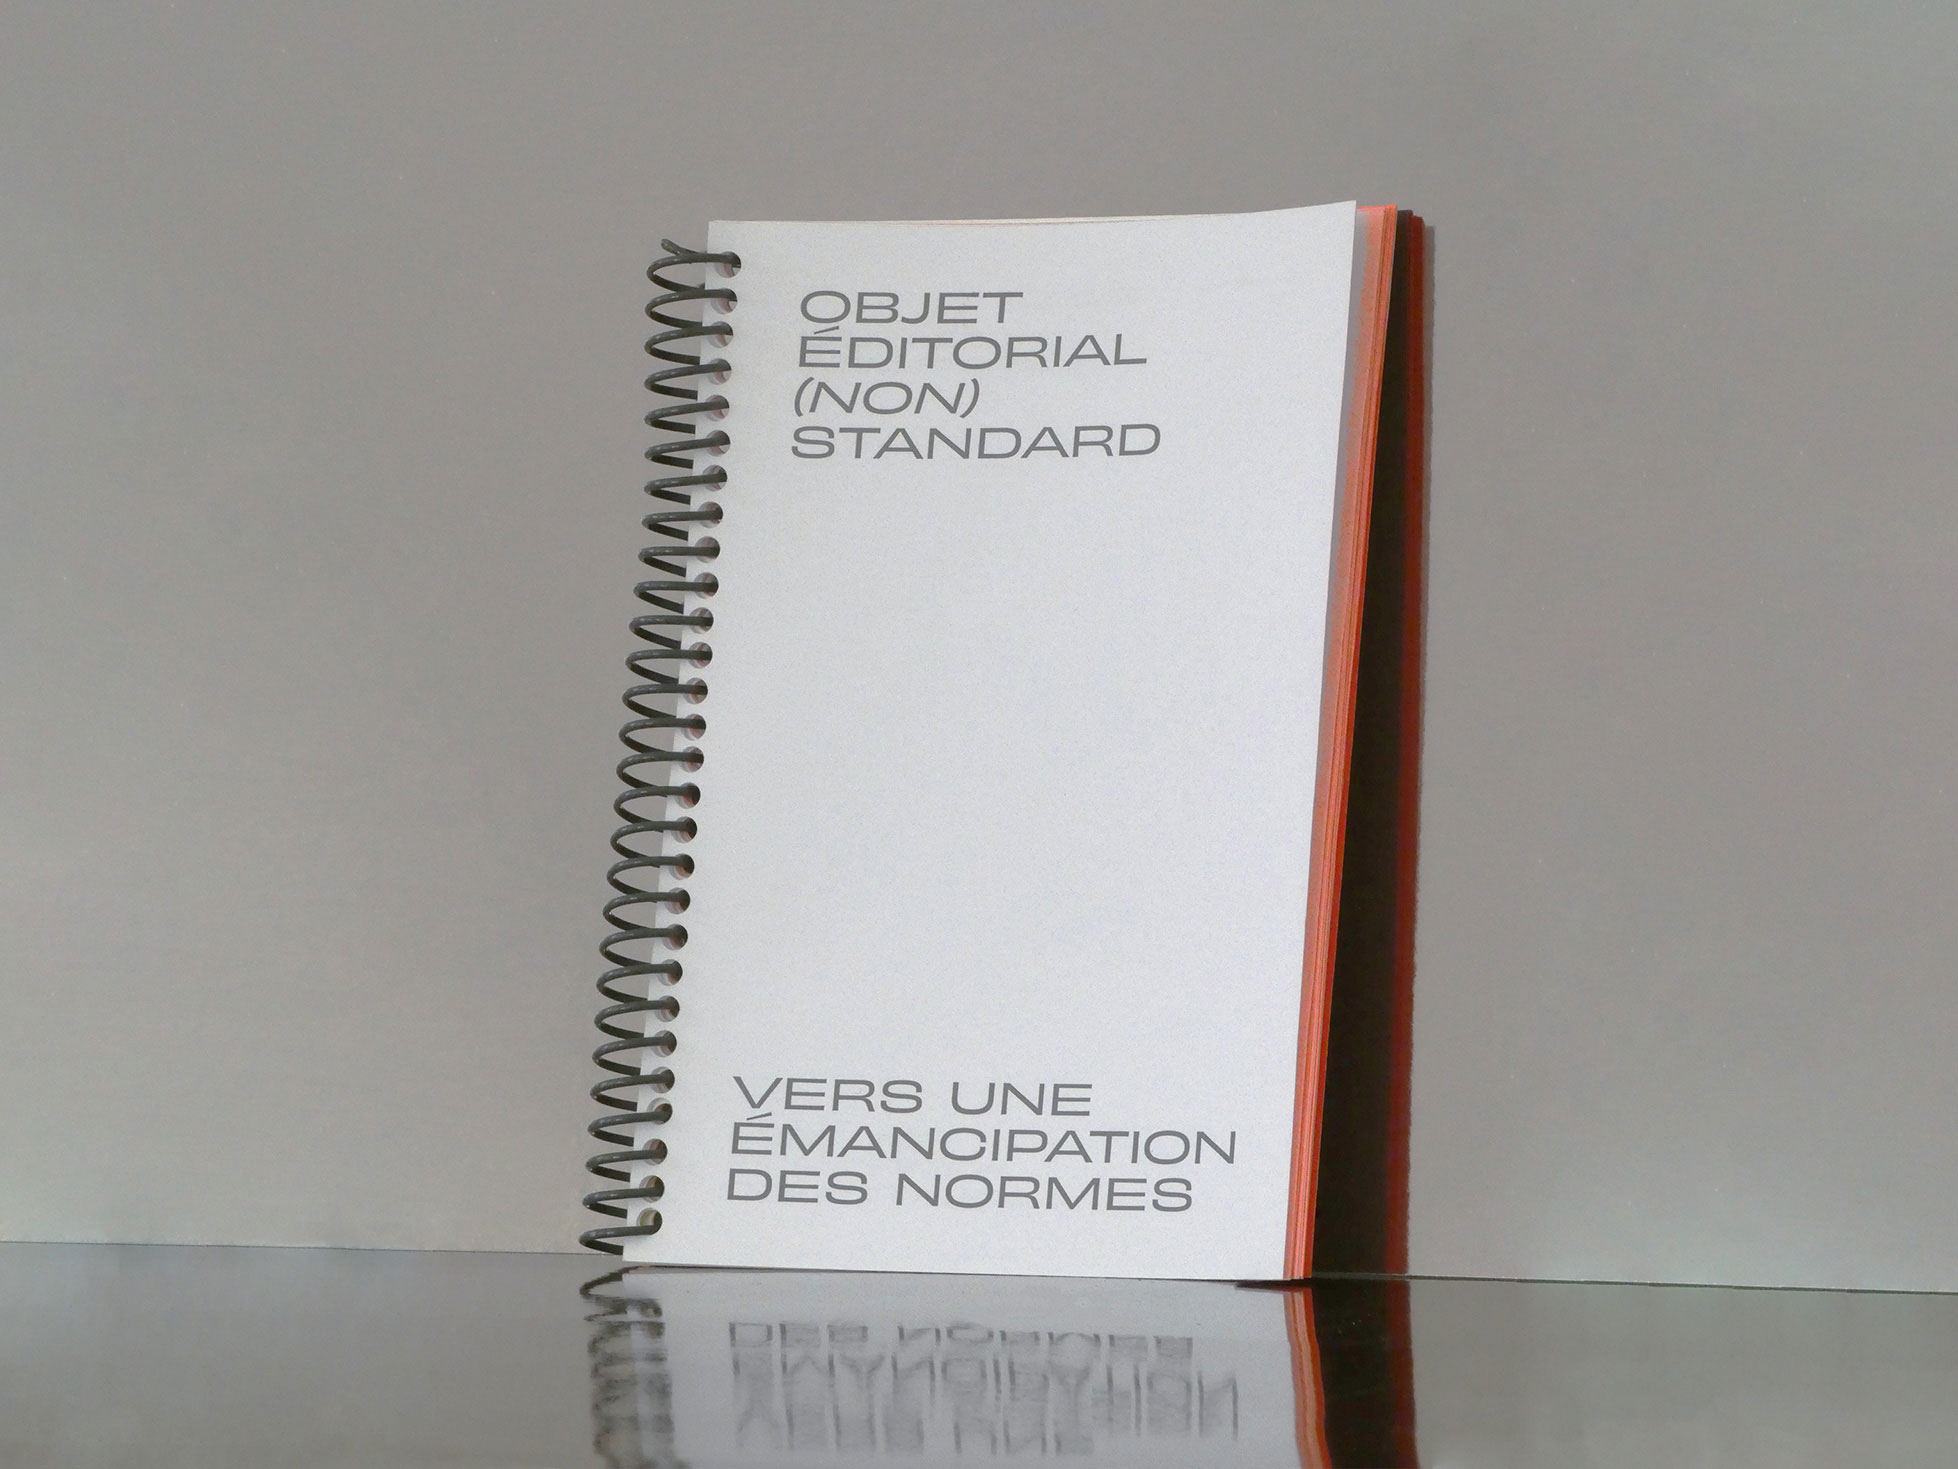 OBJET
ÉDITORIAL
(NON)
STANDARD
VERS UNE
ÉMANCIPATION
DES NORMES